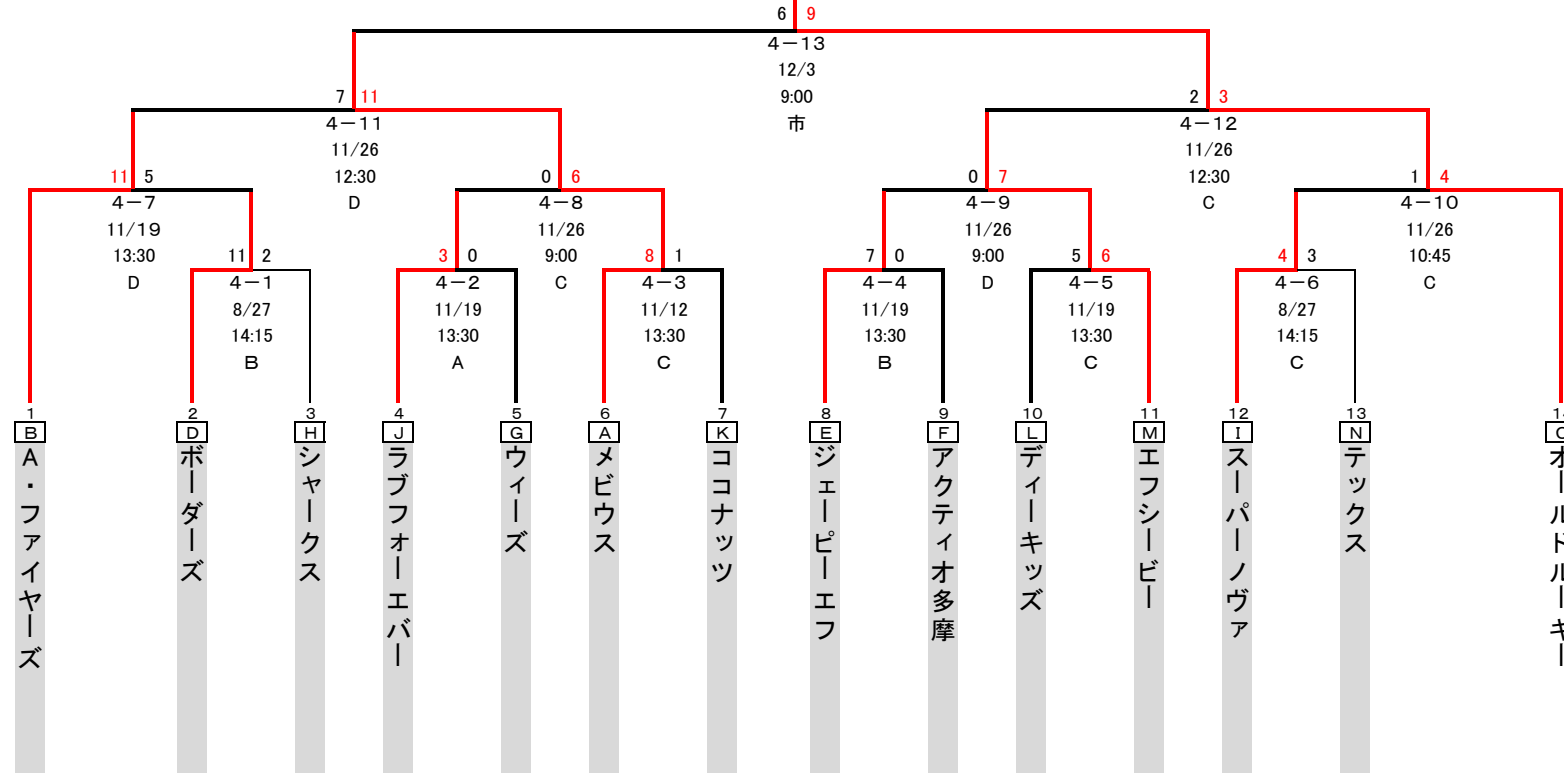 6 9
4－13
12/3
9:00
市
7 11
4－11
11/26
12:30
D
2 3
4－12
11/26
12:30
C
11 5
4－7
11/19
13:30
D
0 6
4－8
11/26
9:00
C
0 7
4－9
11/26
9:00
D
1 4
4－10
11/26
10:45
C
11 2
4－1
8/27
14:15
B
3 0
4－2
11/19
13:30
A
8 1
4－3
11/12
13:30
C
7 0
4－4
11/19
13:30
B
5 6
4－5
11/19
13:30
C
4 3
4－6
8/27
14:15
C
1
B
A・ファイヤーズ
2
D
ボーダーズ
3
H
シャークス
4
J
ラブフォーエバー
5
G
ウィーズ
6
A
メビウス
7
K
ココナッツ
8
E
ジェーピーエフ
9
F
アクティオ多摩
10
L
ディーキッズ
11
M
エフシービー
12
I
スーパーノヴァ
13
N
テックス
オールドルーキー